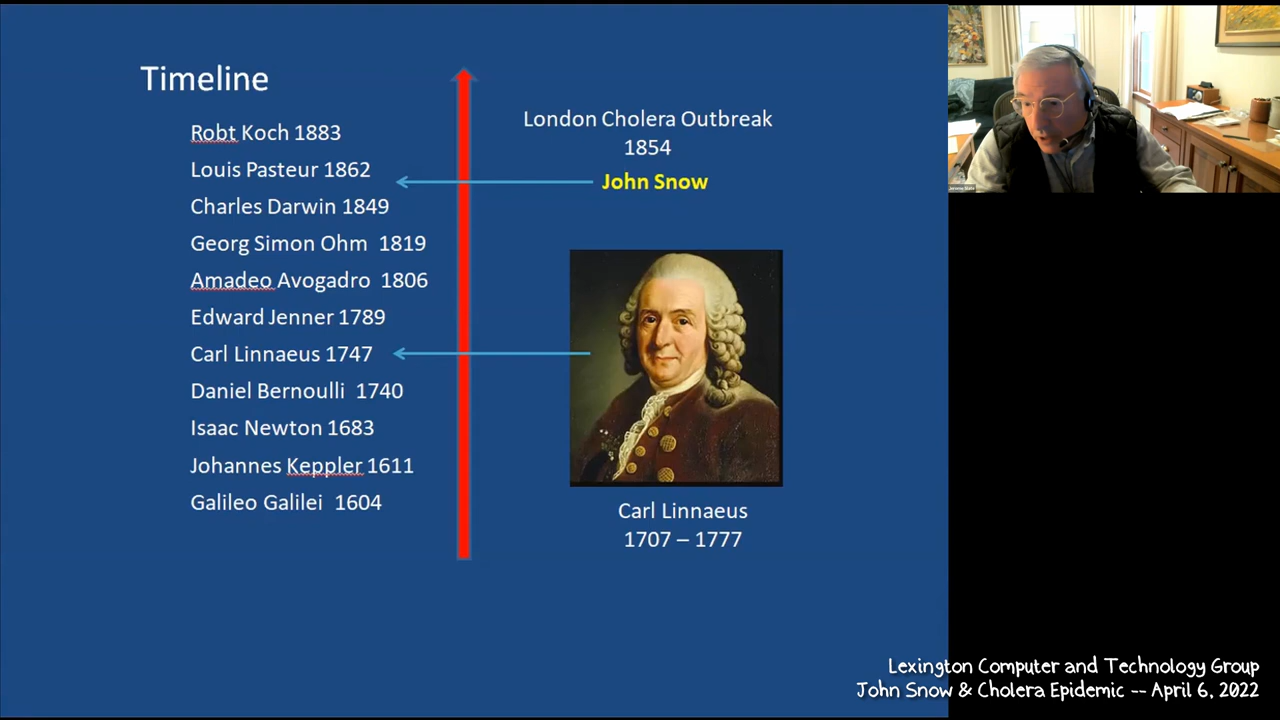 Timeline
Robt Koch 1883
Louis Pasteur 1862
Charles Darwin 1849
Georg Simon Ohm 1819
Amadeo Avogadro 1806
Edward Jenner 1789
Carl Linnaeus 1747
Daniel Bernoulli 1740
Isaac Newton 1683
Johannes Keppler 1611
Galileo Galilei 1604
London Cholera Outbreak
1854
John Snow
Carl Linnaeus
1707 – 1777
Lexington Computer and Technology Group
John Snow & Cholera Epidemic -- April 6, 2022